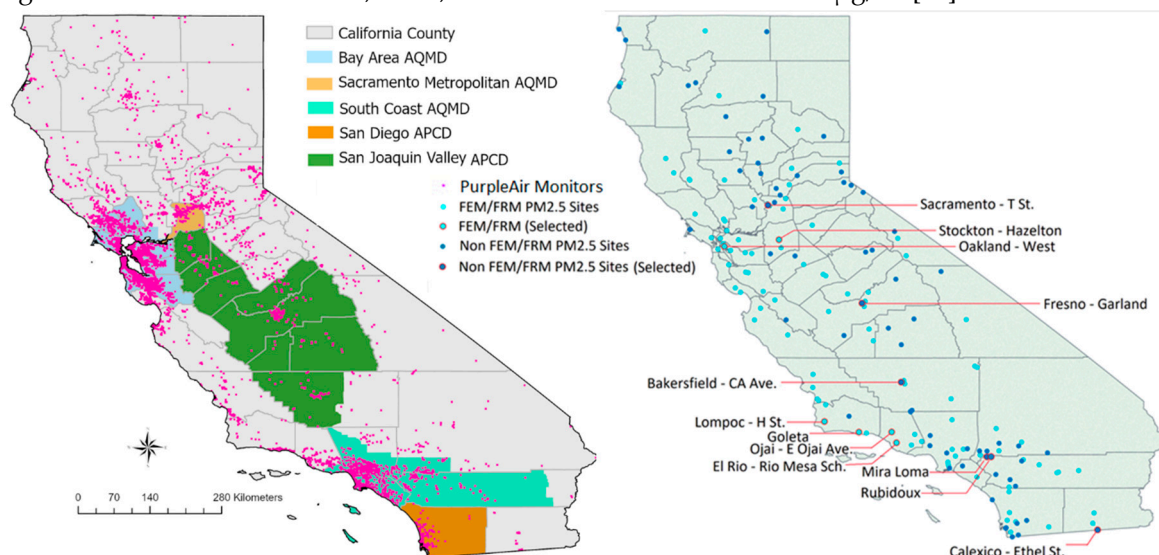 California County
Bay Area AQMD
Sacramento Metropolitan AQMD
South Coast AQMD
San Diego APCD
San Joaquin Valley APCD
PurpleAir Monitors
FEM/FRM PM2.5 Sites
FEM/FRM (Selected)
Non FEM/FRM PM2.5 Sites
Non FEM/FRM PM2.5 Sites (Selected)
0 70 140 280 Kilometers
Sacramento - T St.
Stockton - Hazelton
Oakland - West
Fresno - Garland
Bakersfield - CA Ave.
Lompoc - H St.
Goleta
Ojai - E Ojai Ave.
El Rio - Rio Mesa Sch.
Mira Loma
Rubidoux
Calexico - Ethel St.